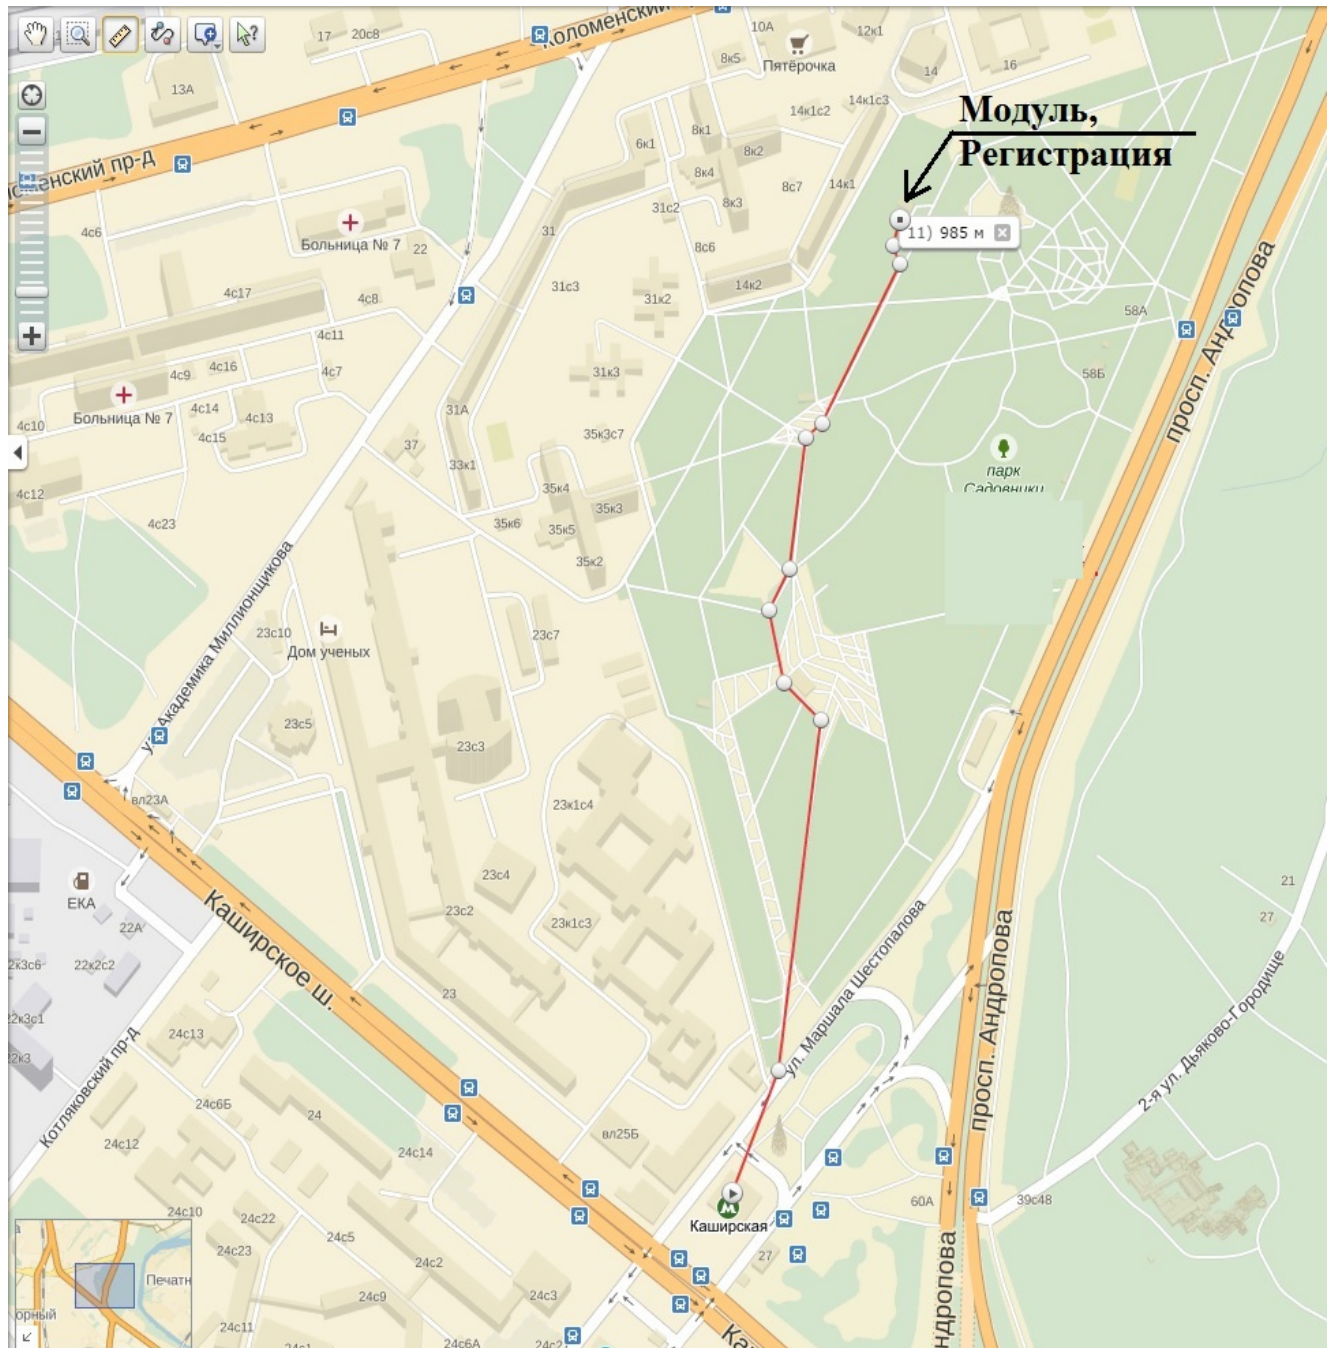 Коломенский
17
20с8
10А
12к1
8к5
Пятёрочка
14
16
13А
14к1с2
14к1с3
Модуль,
Регистрация
6к1
8к1
8к2
8к4
8к3
8с7
14к1
31с2
4с6
Больница № 7
22
31
8с6
11) 985 м
4с17
4с8
31с3
31к2
14к2
58А
просп. Андропова
4с11
4с16
4с9
4с7
31к3
58Б
Больница № 7
4с10
4с14
4с13
4с15
31А
37
35к3с7
33к1
парк
Садовники
4с12
4с23
35к4
35к3
35к6
35к5
35к2
ул. Академика Миллионщикова
23с10
Дом ученых
23с7
23с5
23с3
вл23А
23к1с4
ЕКА
23с4
21
22А
Каширское ш.
23с2
23к1с3
27
22к2с2
23
ул. Маршала Шестопалова
просп. Андропова
2-я ул. Дьяково-Городище
24с13
Котляковский пр-д
24с6Б
24
24с12
24с14
вл25Б
24с10
24с22
24с5
24с23
24с2
Каширская
60А
39с48
27
Печатн
24с9
24с3
24с11
24с6А